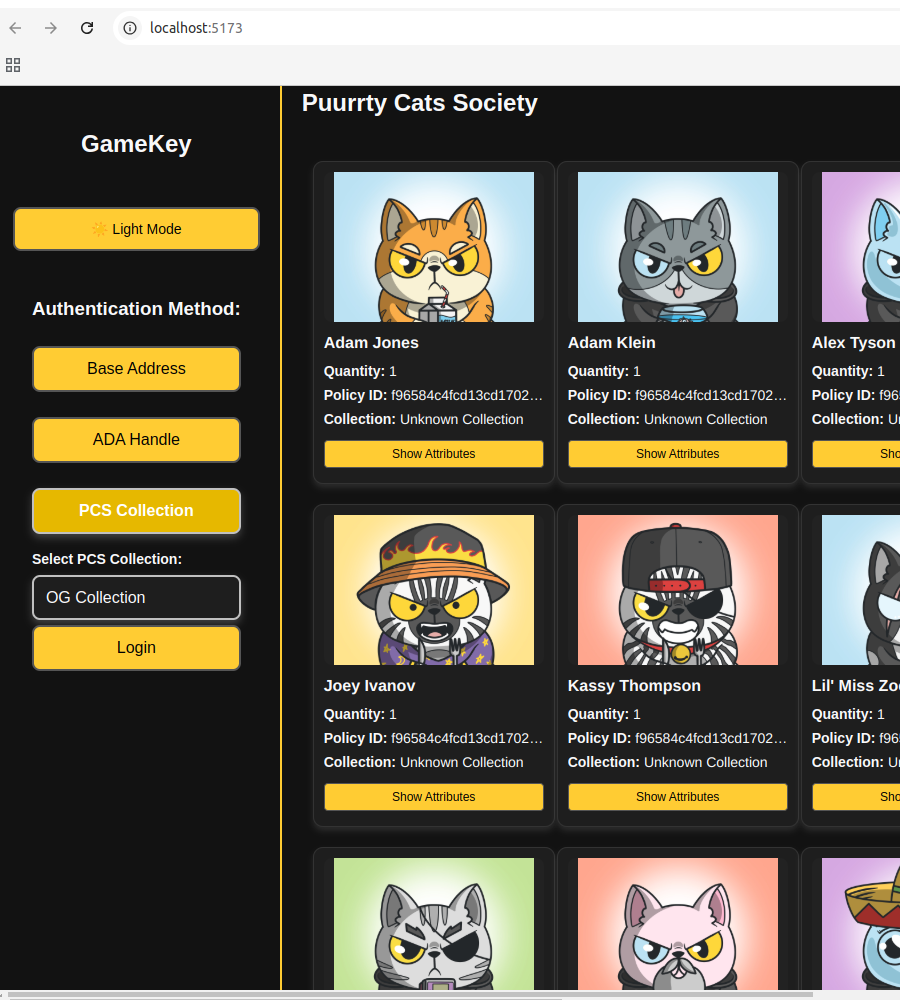 localhost:5173
GameKey
☀️ Light Mode
Authentication Method:
Base Address
ADA Handle
PCS Collection
Select PCS Collection:
OG Collection
Login
Puurrty Cats Society
Adam Jones
Quantity: 1
Policy ID: f96584c4fcd13cd1702...
Collection: Unknown Collection
Show Attributes
Adam Klein
Quantity: 1
Policy ID: f96584c4fcd13cd1702...
Collection: Unknown Collection
Show Attributes
Alex Tyson
Quantity: 1
Policy ID: f96
Collection:
Joey Ivanov
Quantity: 1
Policy ID: f96584c4fcd13cd1702...
Collection: Unknown Collection
Show Attributes
Kassy Thompson
Quantity: 1
Policy ID: f96584c4fcd13cd1702...
Collection: Unknown Collection
Show Attributes
Lil' Miss Zo
Quantity: 1
Policy ID: f96
Collection: